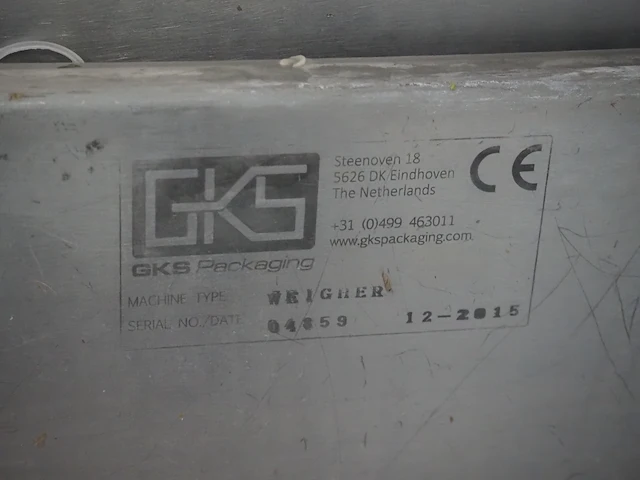 GKS
GKS Packaging
Steenoven 18
5626 DK Eindhoven
The Netherlands
+31 (0)499 463011
www.gkspackaging.com
CE
MACHINE TYPE WEIGHER
SERIAL NO./DATE 12-2015